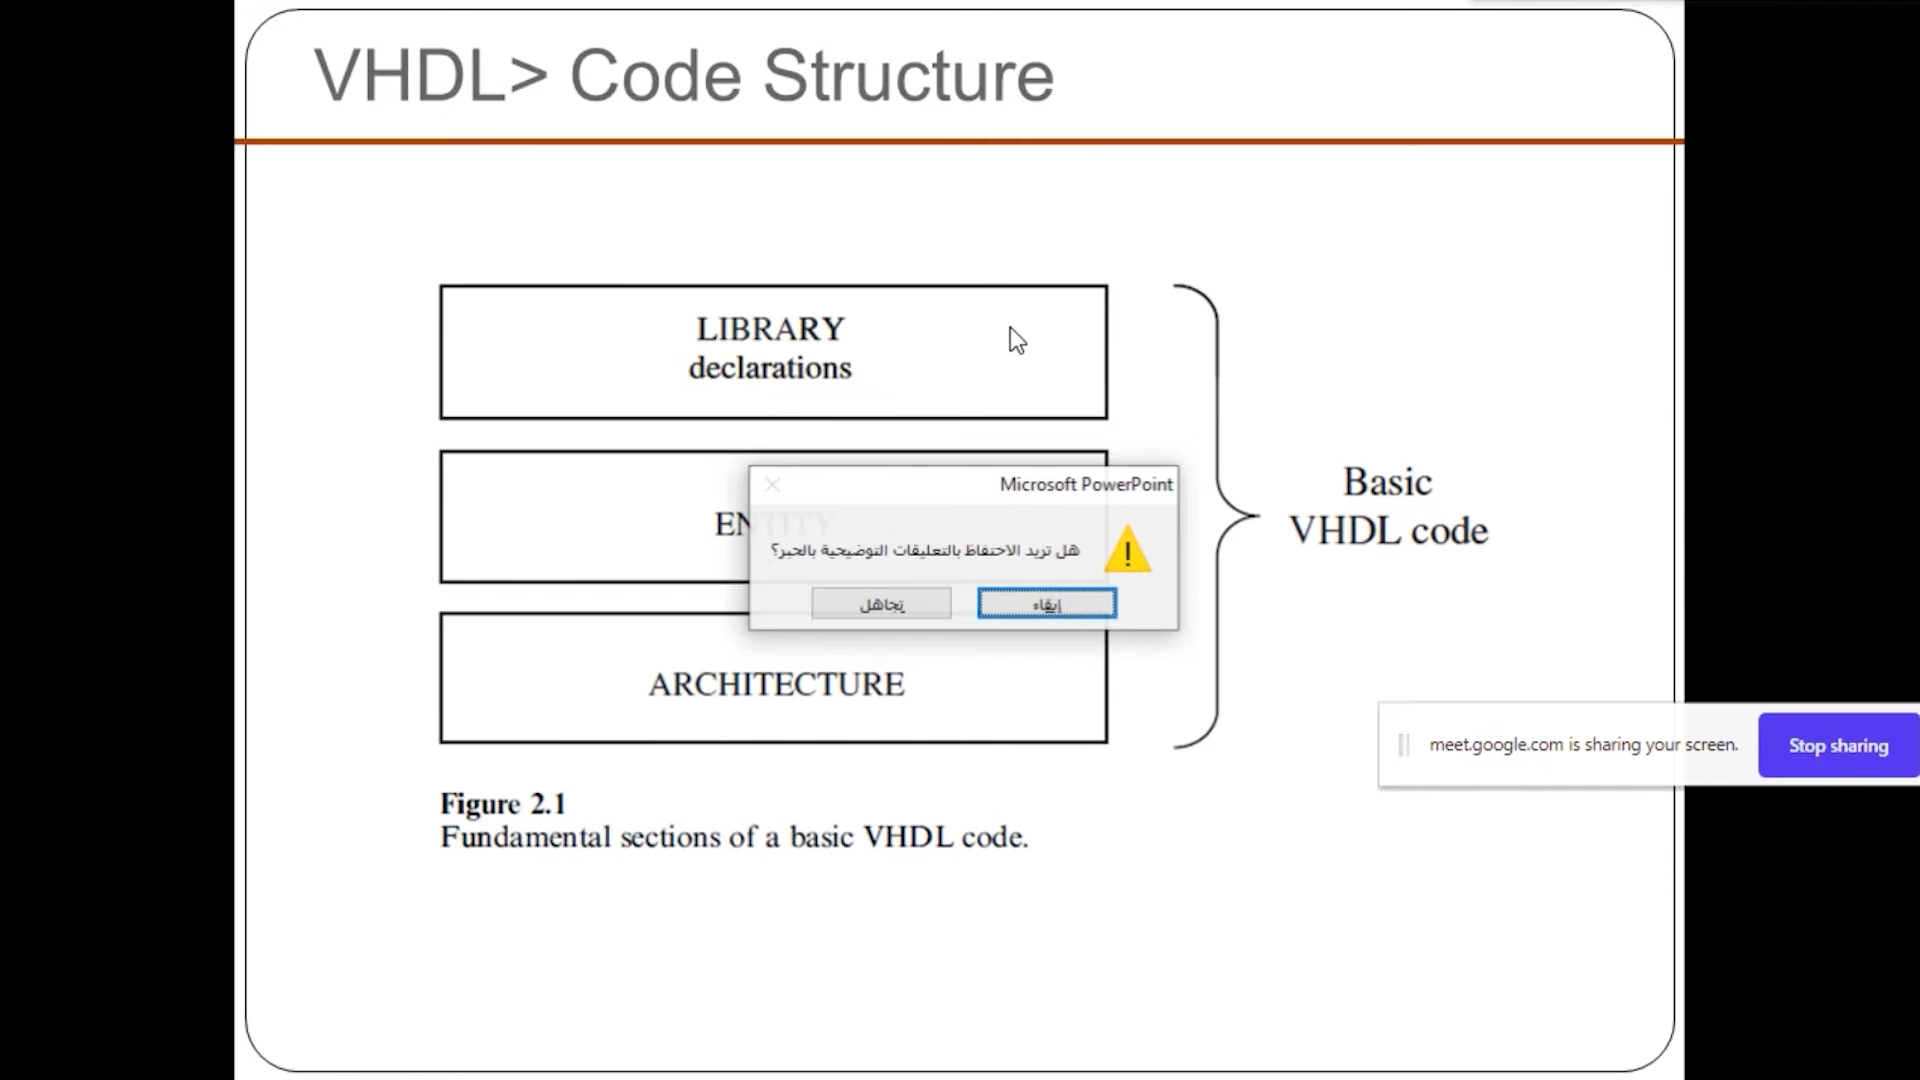 VHDL> Code Structure
LIBRARY
declarations
ENTITY
Microsoft PowerPoint
هل تريد الاحتفاظ بالتعليقات التوضيحية بالحبر؟
إبقاء
تجاهل
ARCHITECTURE
Basic
VHDL code
meet.google.com is sharing your screen.
Stop sharing
Figure 2.1
Fundamental sections of a basic VHDL code.